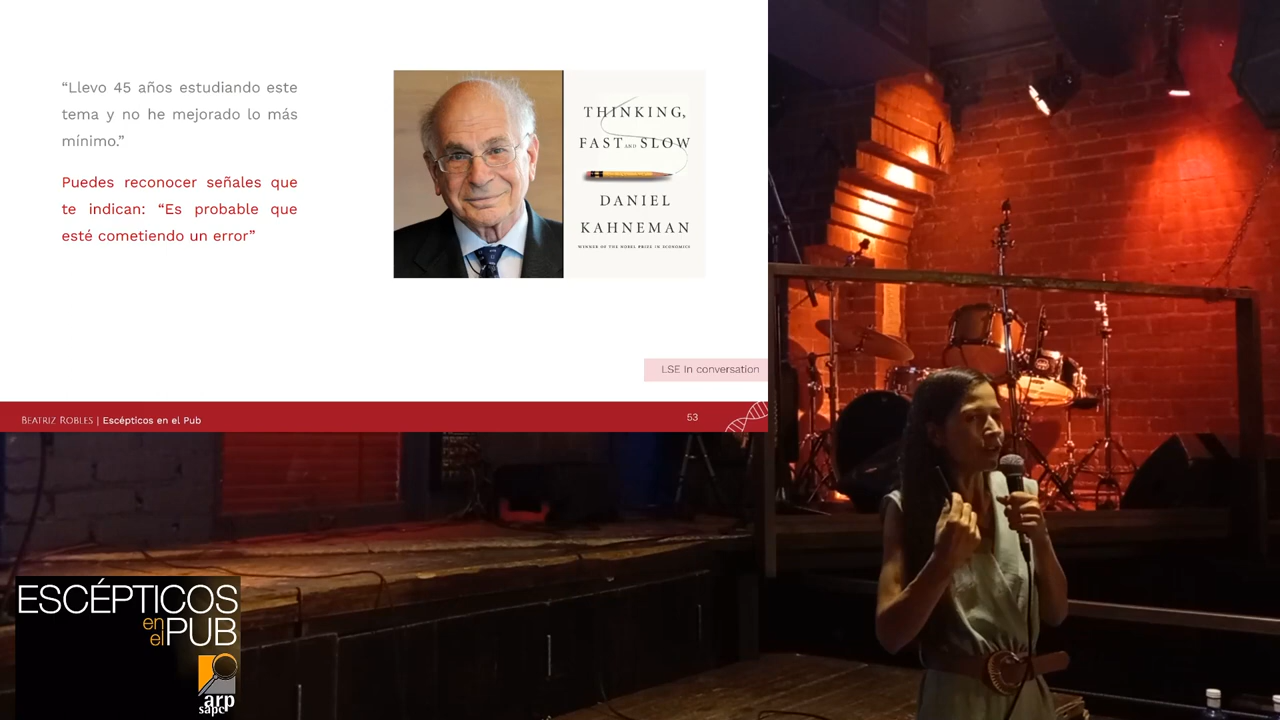 “Llevo 45 años estudiando este
tema y no he mejorado lo más
mínimo.”
Puedes reconocer señales que
te indican: “Es probable que
esté cometiendo un error”
THINKING,
FAST AND SLOW
DANIEL
KAHNEMAN
WINNER OF THE NOBEL PRIZE IN ECONOMICS
LSE In conversation
BEATRIZ ROBLES | Escépticos en el Pub
53
ESCÉPTICOS
en
el PUB
arp
sapc